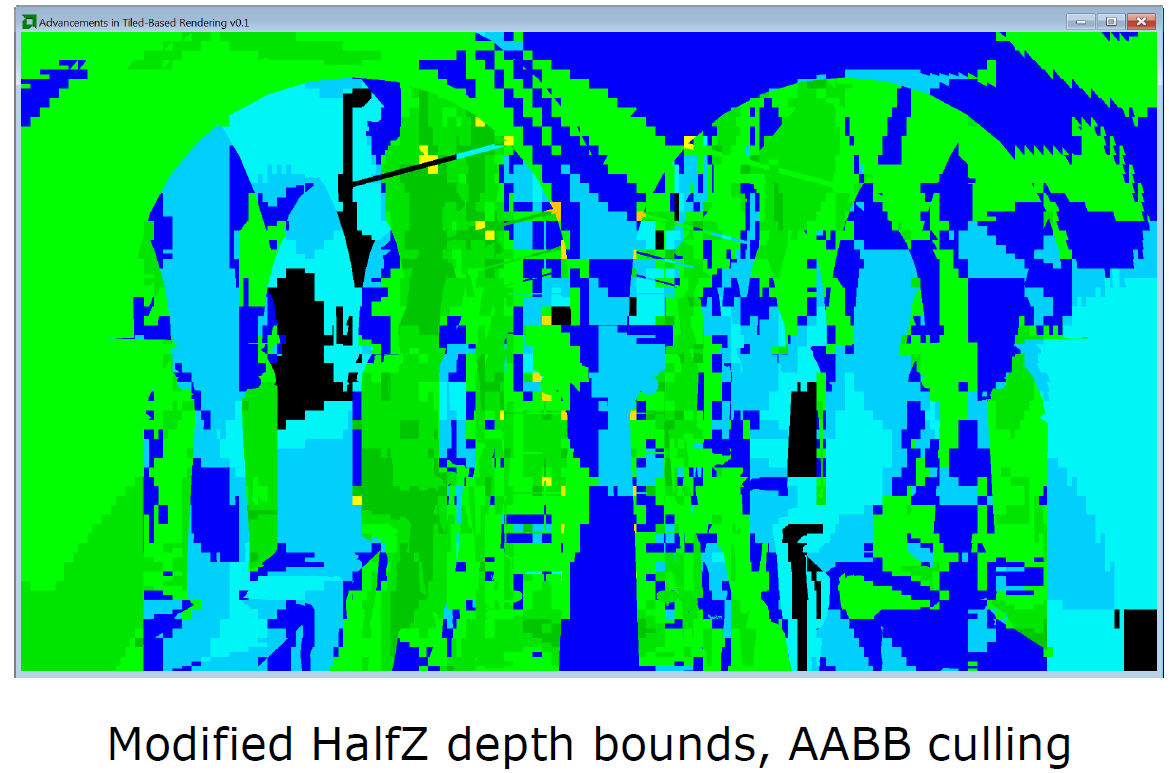 Advancements in Tiled-Based Rendering v0.1
Modified HalfZ depth bounds, AABB culling